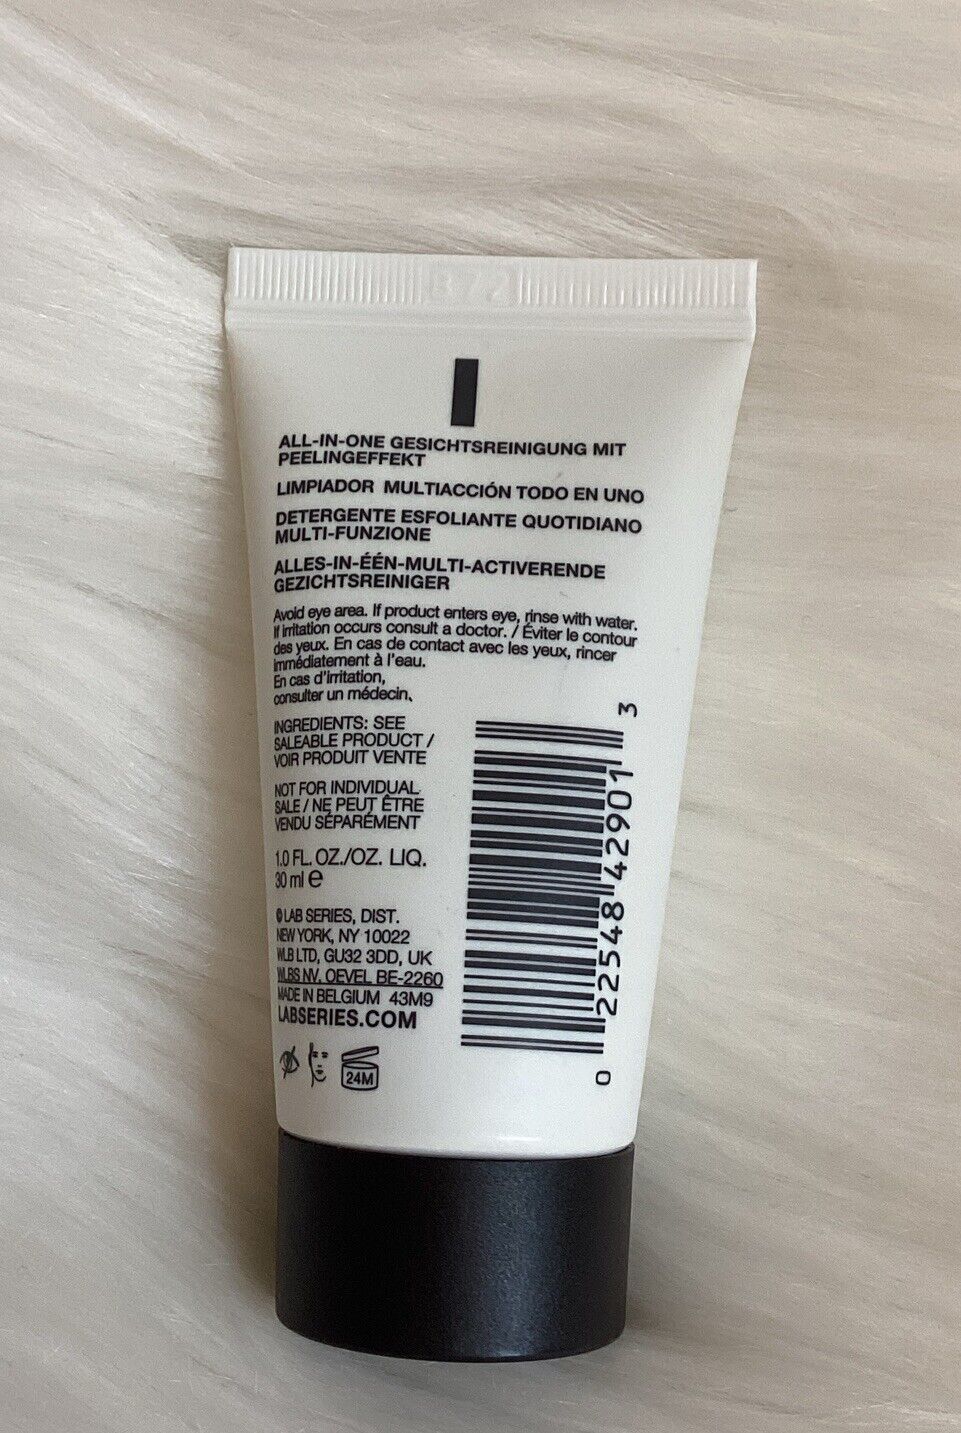 B72
ALL-IN-ONE GESICHTSREINIGUNG MIT
PEELINGEFFEKT
LIMPIADOR MULTIACCIÓN TODO EN UNO
DETERGENTE ESFOLIANTE QUOTIDIANO
MULTI-FUNZIONE
ALLES-IN-ÉÉN-MULTI-ACTIVERENDE
GEZICHTSREINIGER
Avoid eye area. If product enters eye, rinse with water.
If irritation occurs consult a doctor. / Éviter le contour
des yeux. En cas de contact avec les yeux, rincer
immédiatement à l'eau.
En cas d'irritation,
consulter un médecin.
INGREDIENTS: SEE
SALEABLE PRODUCT /
VOIR PRODUIT VENTE
NOT FOR INDIVIDUAL
SALE / NE PEUT ÊTRE
VENDU SÉPARÉMENT
1.0 FL. OZ./OZ. LIQ.
30 ml e
© LAB SERIES, DIST.
NEW YORK, NY 10022
WLB LTD, GU32 3DD, UK
WLBS NV. OEVEL BE-2260
MADE IN BELGIUM 43M9
LABSERIES.COM
24M
0 22548 42901 3